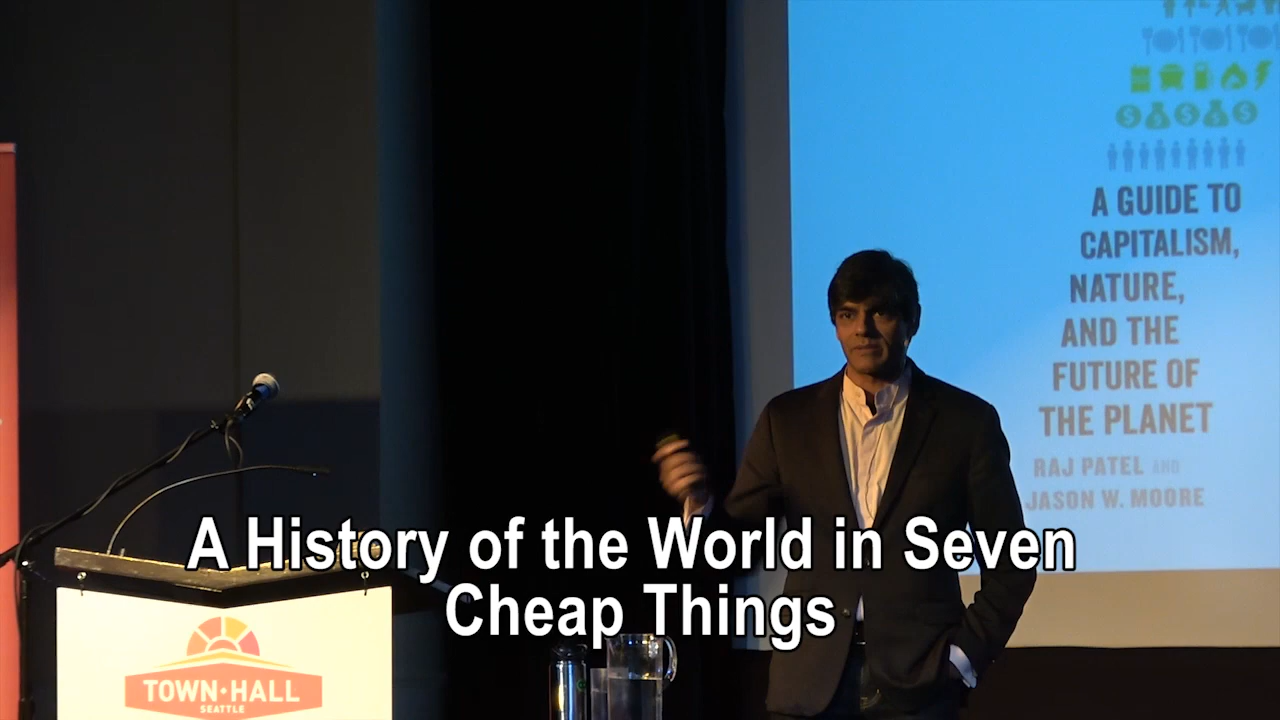 A GUIDE TO
CAPITALISM,
NATURE,
AND THE
FUTURE OF
THE PLANET
RAJ PATEL AND
JASON W. MOORE
A History of the World in Seven
Cheap Things
TOWN·HALL
SEATTLE